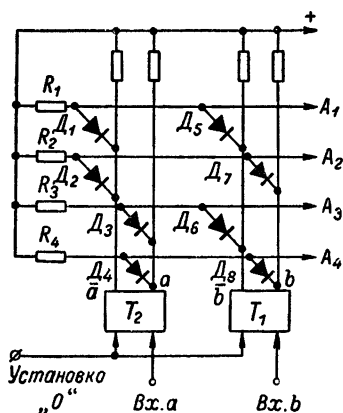 +
R₁
Д₁
Д₅
A₁
R₂
Д₂
Д₇
A₂
R₃
Д₃
Д₆
A₃
R₄
Д₄
a
Д₈
b
A₄
a̅
b̅
T₂
T₁
Установка
„0"
Вх.a
Вх.b